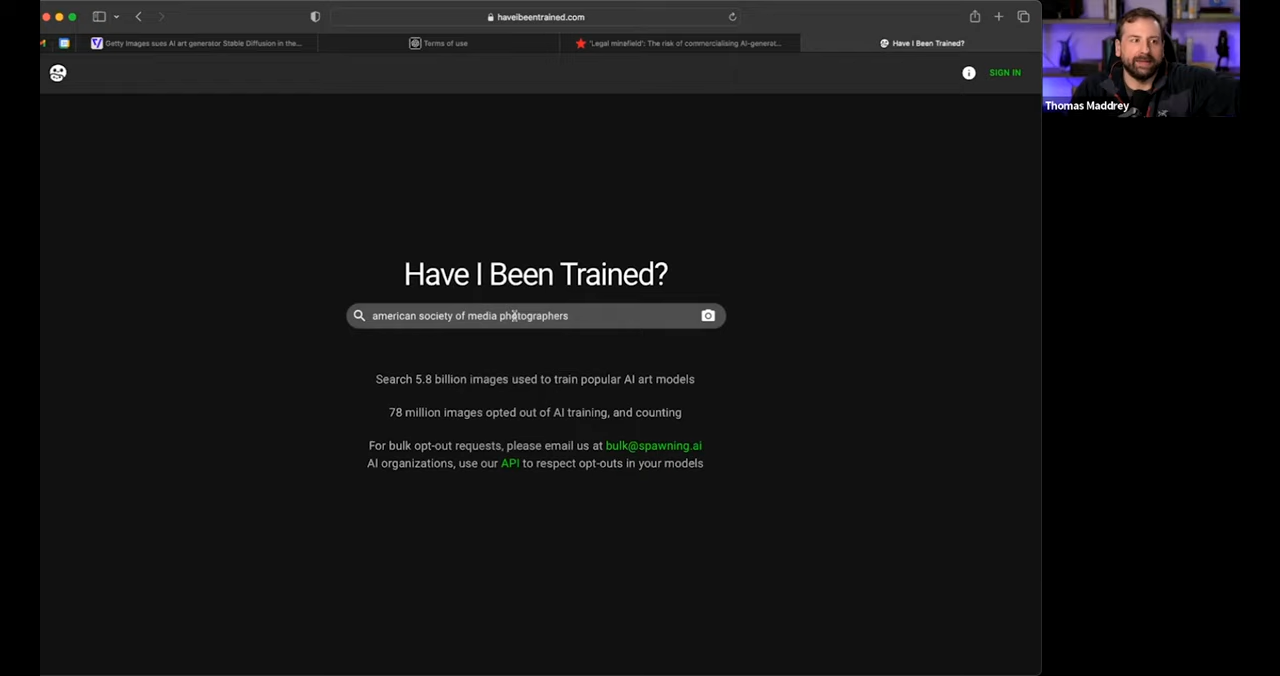 haveibeentrained.com
Getty Images sues AI art generator Stable Diffusion in the...
Terms of use
'Legal minefield': The risk of commercialising AI-generat...
Have I Been Trained?
SIGN IN
Thomas Maddrey
Have I Been Trained?
american society of media photographers
Search 5.8 billion images used to train popular AI art models
78 million images opted out of AI training, and counting
For bulk opt-out requests, please email us at bulk@spawning.ai
AI organizations, use our API to respect opt-outs in your models